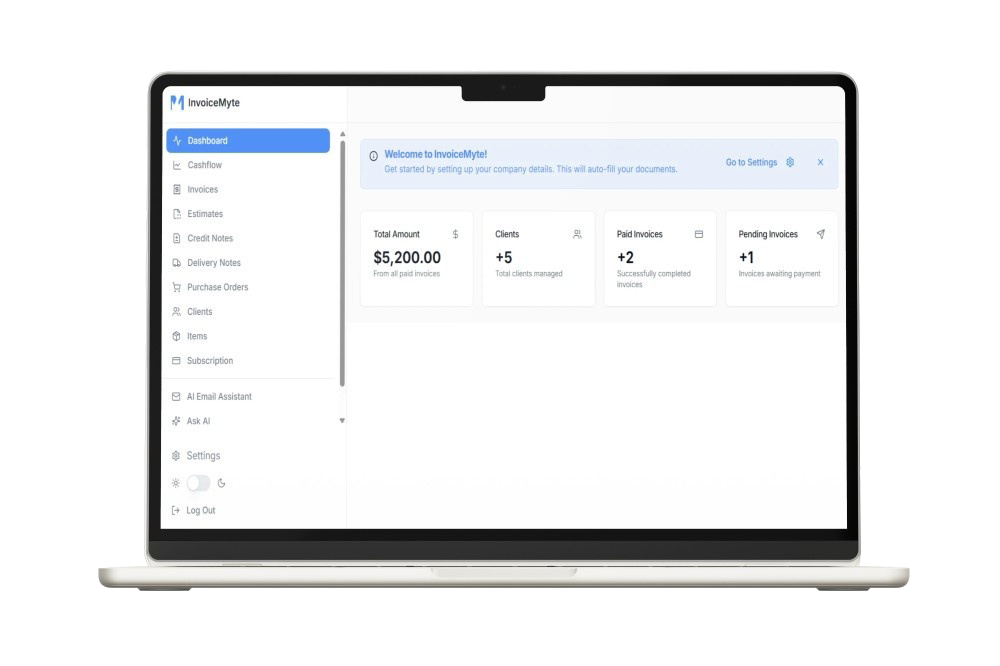 InvoiceMyte
Dashboard
Cashflow
Invoices
Estimates
Credit Notes
Delivery Notes
Purchase Orders
Clients
Items
Subscription
AI Email Assistant
Ask AI
Settings
Log Out
Welcome to InvoiceMyte!
Get started by setting up your company details. This will auto-fill your documents.
Go to Settings
Total Amount
$5,200.00
From all paid invoices
Clients
+5
Total clients managed
Paid Invoices
+2
Successfully completed
invoices
Pending Invoices
+1
Invoices awaiting payment